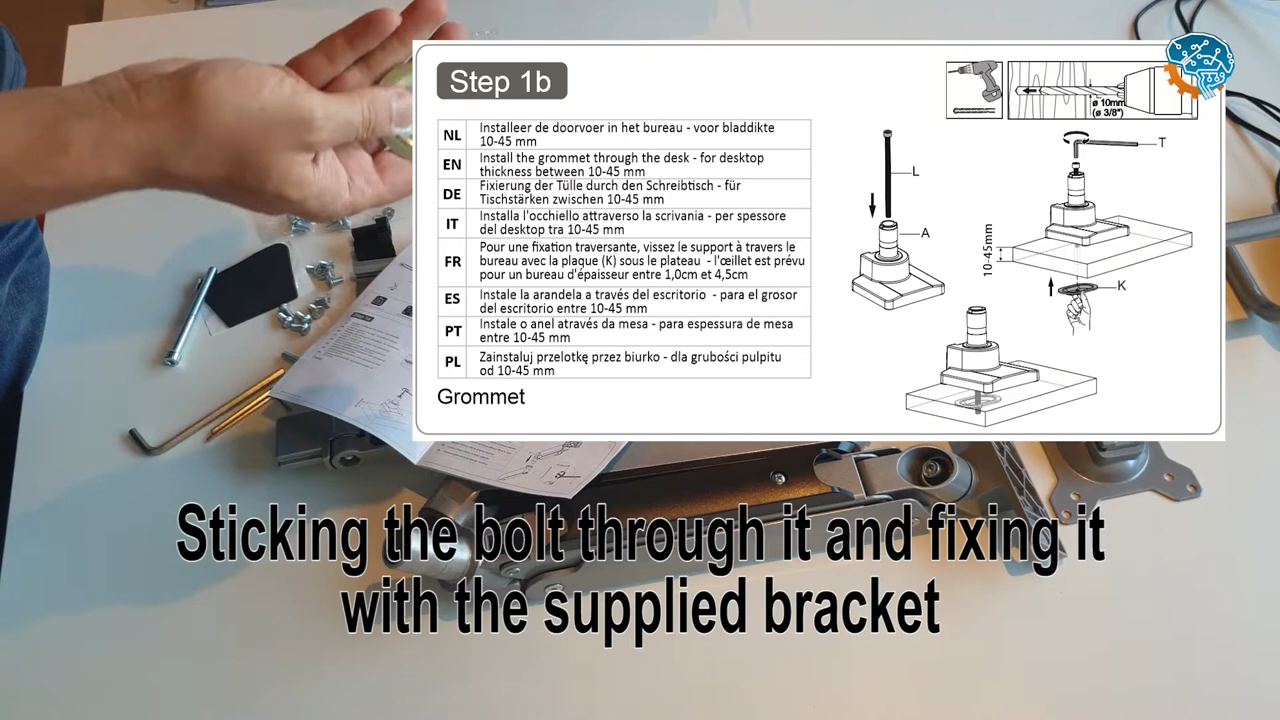 Step 1b
NL Installeer de doorvoer in het bureau - voor bladdikte
10-45 mm
EN Install the grommet through the desk - for desktop
thickness between 10-45 mm
DE Fixierung der Tülle durch den Schreibtisch - für
Tischstärken zwischen 10-45 mm
IT Installa l'occhiello attraverso la scrivania - per spessore
del desktop tra 10-45 mm
FR Pour une fixation traversante, vissez le support à travers le
bureau avec la plaque (K) sous le plateau - l'œillet est prévu
pour un bureau d'épaisseur entre 1,0cm et 4,5cm
ES Instale la arandela a través del escritorio - para el grosor
del escritorio entre 10-45 mm
PT Instale o anel através da mesa - para espessura de mesa
entre 10-45 mm
PL Zainstaluj przelotkę przez biurko - dla grubości pulpitu
od 10-45 mm
Grommet
ø 10mm
(ø 3/8")
L
A
T
10-45mm
K
Sticking the bolt through it and fixing it
with the supplied bracket